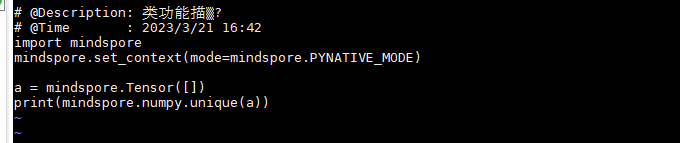 # @Description: 类功能描▒?
# @Time       : 2023/3/21 16:42
import mindspore
mindspore.set_context(mode=mindspore.PYNATIVE_MODE)
a = mindspore.Tensor([])
print(mindspore.numpy.unique(a))
~
~